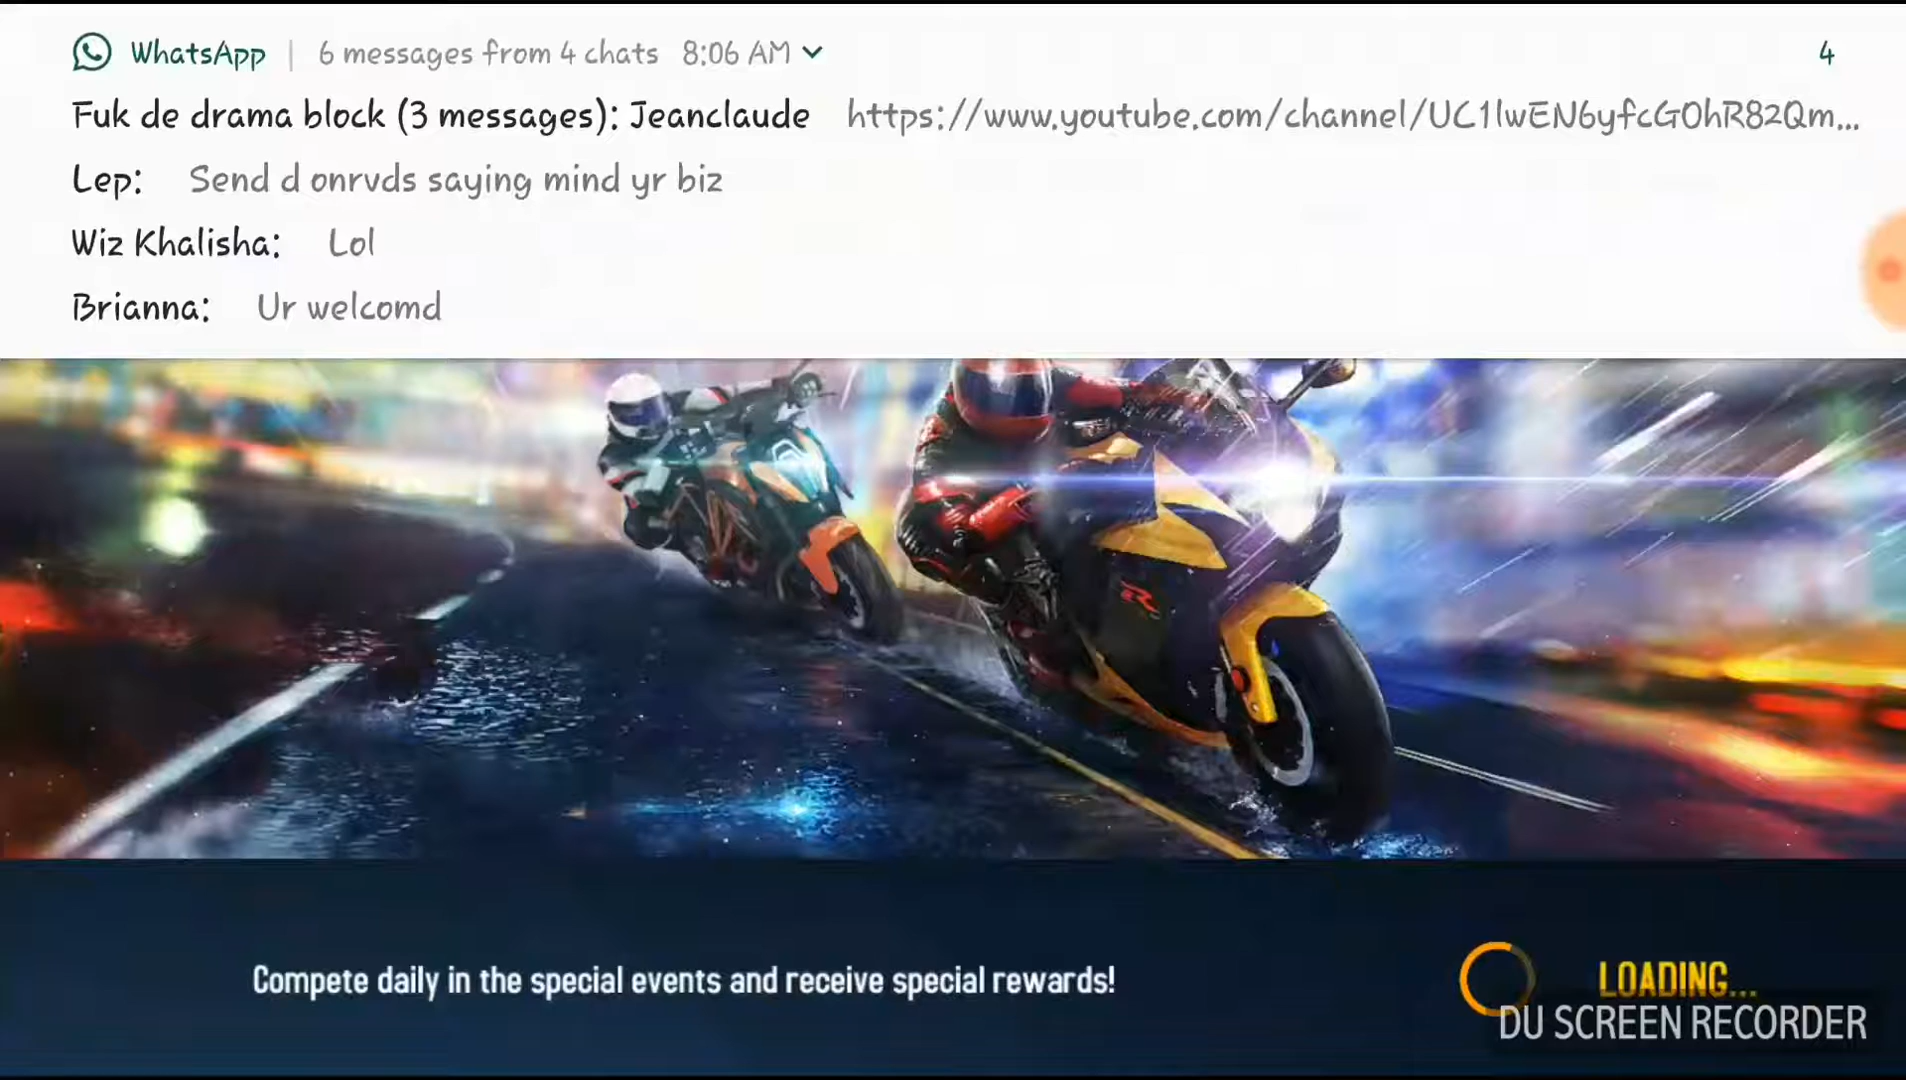 WhatsApp | 6 messages from 4 chats 8:06 AM 4
Fuk de drama block (3 messages): Jeanclaude https://www.youtube.com/channel/UC1lwEN6yfcGOhR82Qm...
Lep: Send d onrvds saying mind yr biz
Wiz Khalisha: Lol
Brianna: Ur welcomd
R
Compete daily in the special events and receive special rewards!
LOADING...
DU SCREEN RECORDER